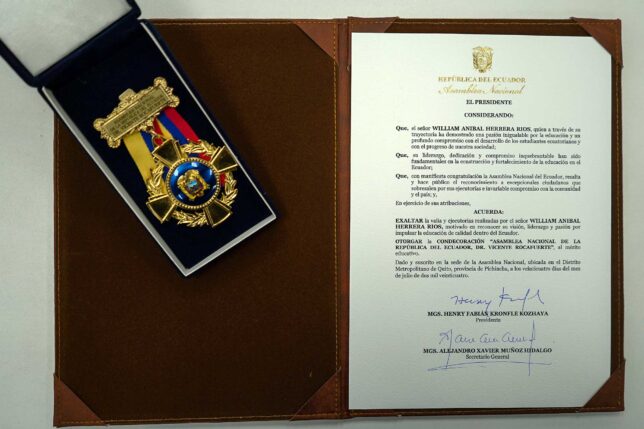 REPÚBLICA DEL ECUADOR
Asamblea Nacional
EL PRESIDENTE
CONSIDERANDO:
Que, el señor WILLIAM ANIBAL HERRERA RIOS, quien a través de su
trayectoria ha demostrado una pasión inigualable por la educación y un
profundo compromiso con el desarrollo de los estudiantes ecuatorianos y
con el progreso de nuestra sociedad;
Que, su liderazgo, dedicación y compromiso inquebrantable han sido
fundamentales en la construcción y fortalecimiento de la educación en el
Ecuador;
Que, con manifiesta congratulación la Asamblea Nacional del Ecuador, resalta
y hace público el reconocimiento a excepcionales ciudadanos que
sobresalen por sus ejecutorias e invariable compromiso con la comunidad
y el país; y,
En ejercicio de sus atribuciones,
ACUERDA:
EXALTAR la valía y ejecutorias realizadas por el señor WILLIAM ANIBAL
HERRERA RIOS, motivado en reconocer su visión, liderazgo y pasión por
impulsar la educación de calidad dentro del Ecuador.
OTORGAR la CONDECORACIÓN "ASAMBLEA NACIONAL DE LA
REPÚBLICA DEL ECUADOR, DR. VICENTE ROCAFUERTE", al mérito
educativo.
Dado y suscrito en la sede de la Asamblea Nacional, ubicada en el Distrito
Metropolitano de Quito, provincia de Pichincha, a los veinticuatro días del mes
de julio de dos mil veinticuatro.
MGS. HENRY FABIÁN KRONFLE KOZHAYA
Presidente
MGS. ALEJANDRO XAVIER MUÑOZ HIDALGO
Secretario General